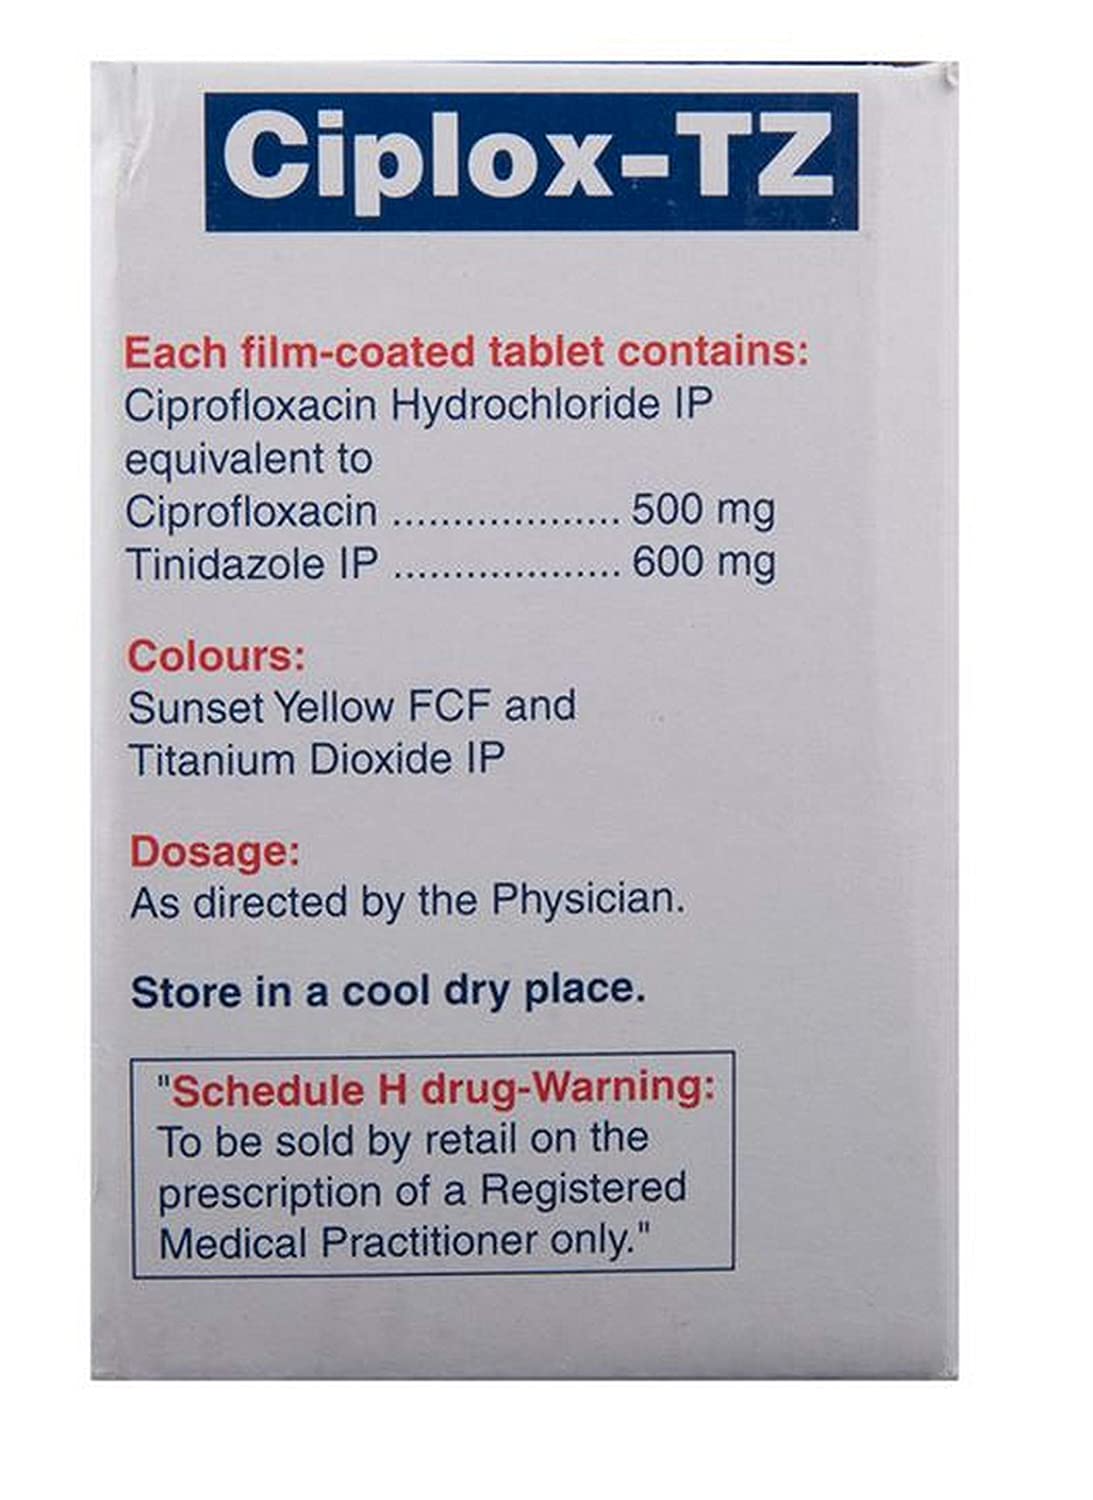 Ciplox-TZ
Each film-coated tablet contains:
Ciprofloxacin Hydrochloride IP
equivalent to
Ciprofloxacin ................... 500 mg
Tinidazole IP ................... 600 mg
Colours:
Sunset Yellow FCF and
Titanium Dioxide IP
Dosage:
As directed by the Physician.
Store in a cool dry place.
"Schedule H drug-Warning:
To be sold by retail on the
prescription of a Registered
Medical Practitioner only."